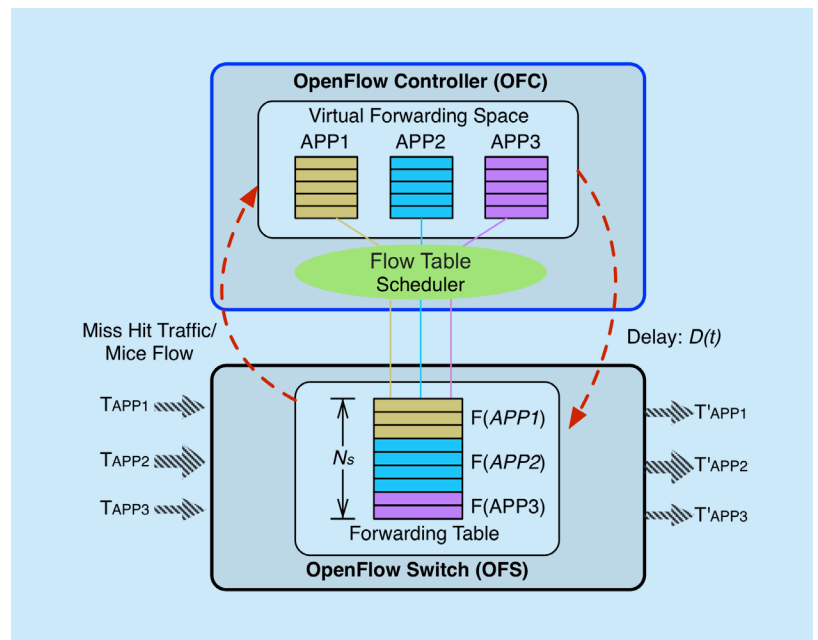 OpenFlow Controller (OFC)
Virtual Forwarding Space
APP1 APP2 APP3
Flow Table
Scheduler
Miss Hit Traffic/
Mice Flow
Delay: D(t)
TAPP1
TAPP2
TAPP3
Ns
F(APP1)
F(APP2)
F(APP3)
Forwarding Table
OpenFlow Switch (OFS)
T'APP1
T'APP2
T'APP3